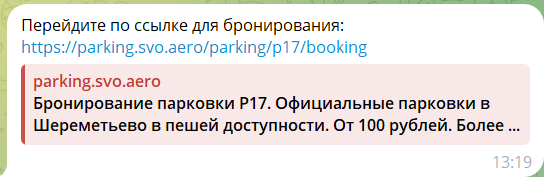 Перейдите по ссылке для бронирования:
https://parking.svo.aero/parking/p17/booking
parking.svo.aero
Бронирование парковки P17. Официальные парковки в
Шереметьево в пешей доступности. От 100 рублей. Более ...
13:19